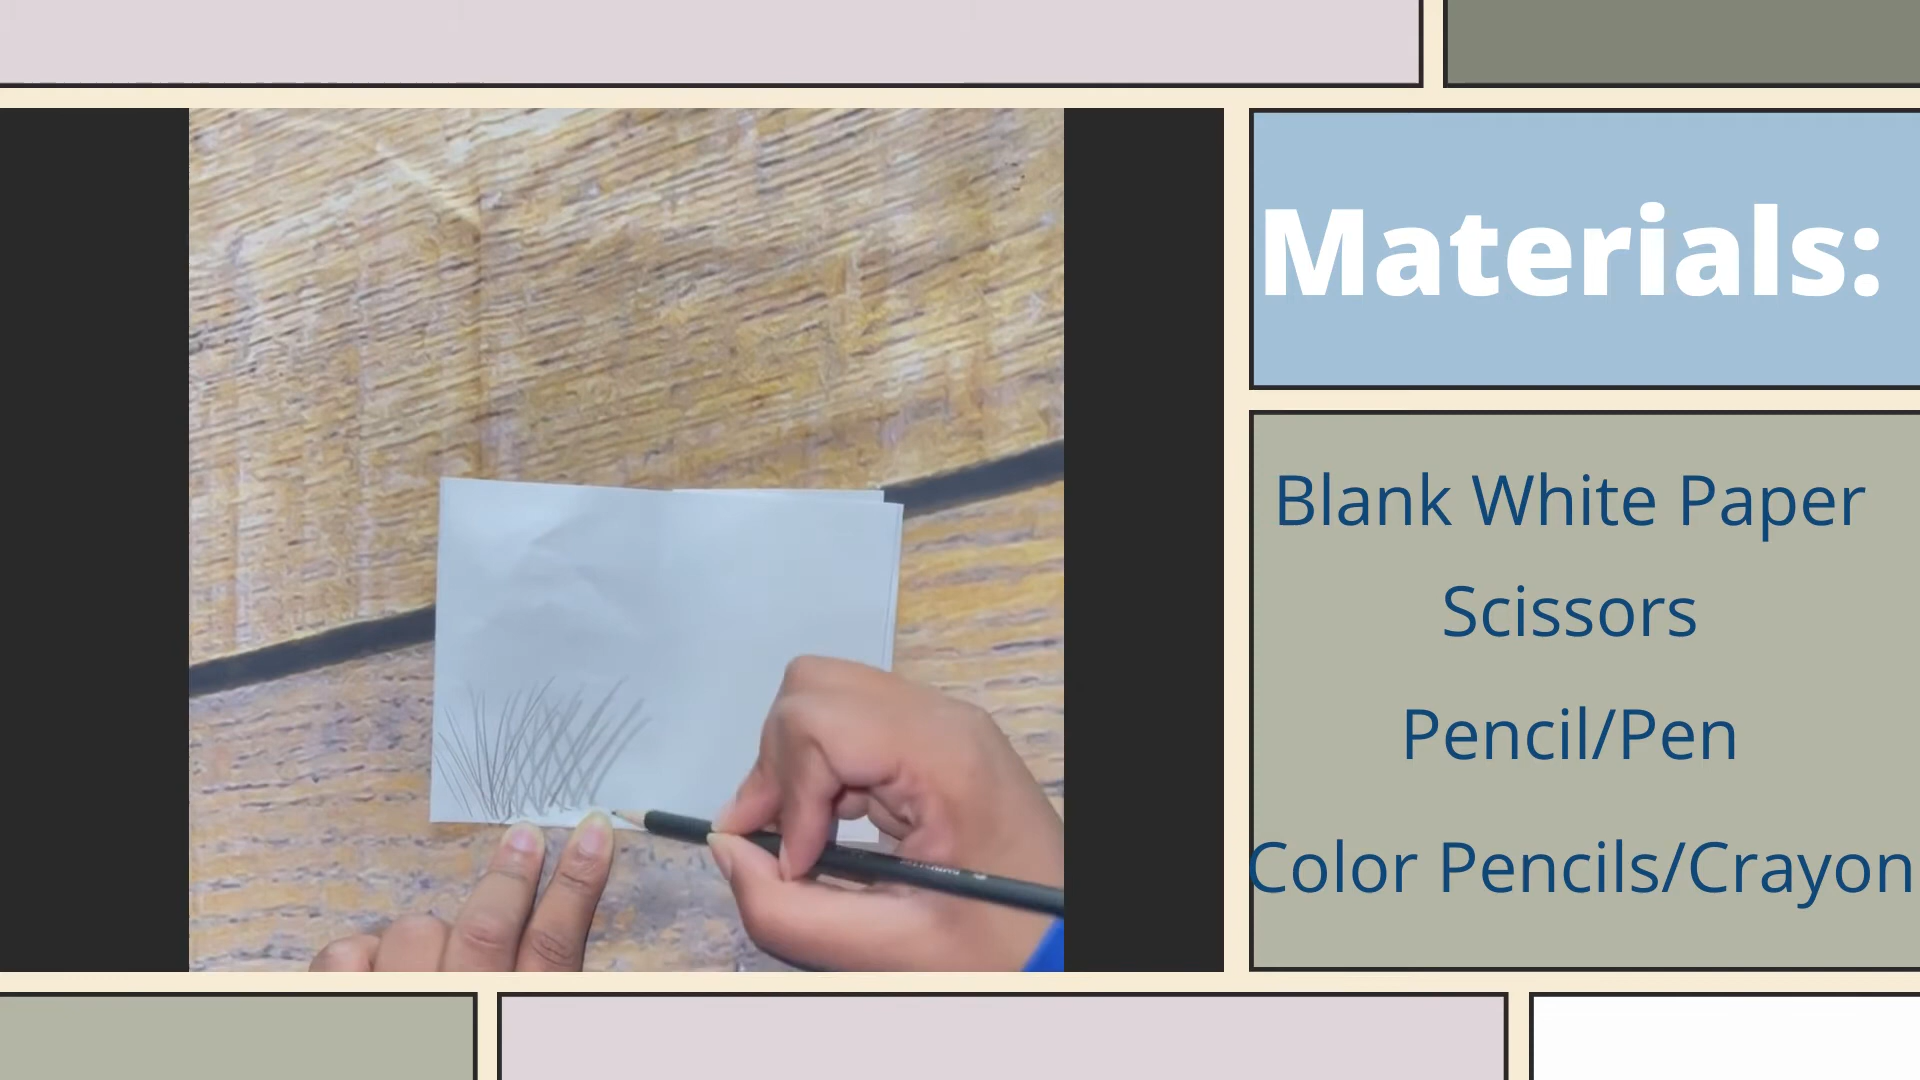 Materials:
Blank White Paper
Scissors
Pencil/Pen
Color Pencils/Crayon